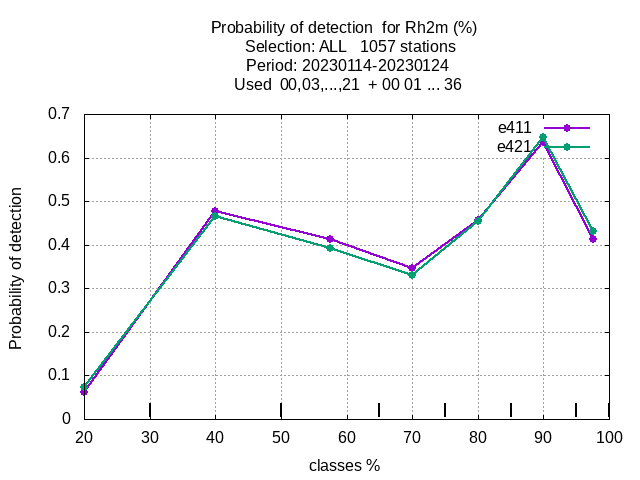 Probability of detection  for Rh2m (%)
Selection: ALL   1057 stations
Period: 20230114-20230124
Used  00,03,...,21  + 00 01 ... 36
e411
e421
0.7
0.6
0.5
0.4
0.3
0.2
0.1
0
Probability of detection
20 30 40 50 60 70 80 90 100
classes %